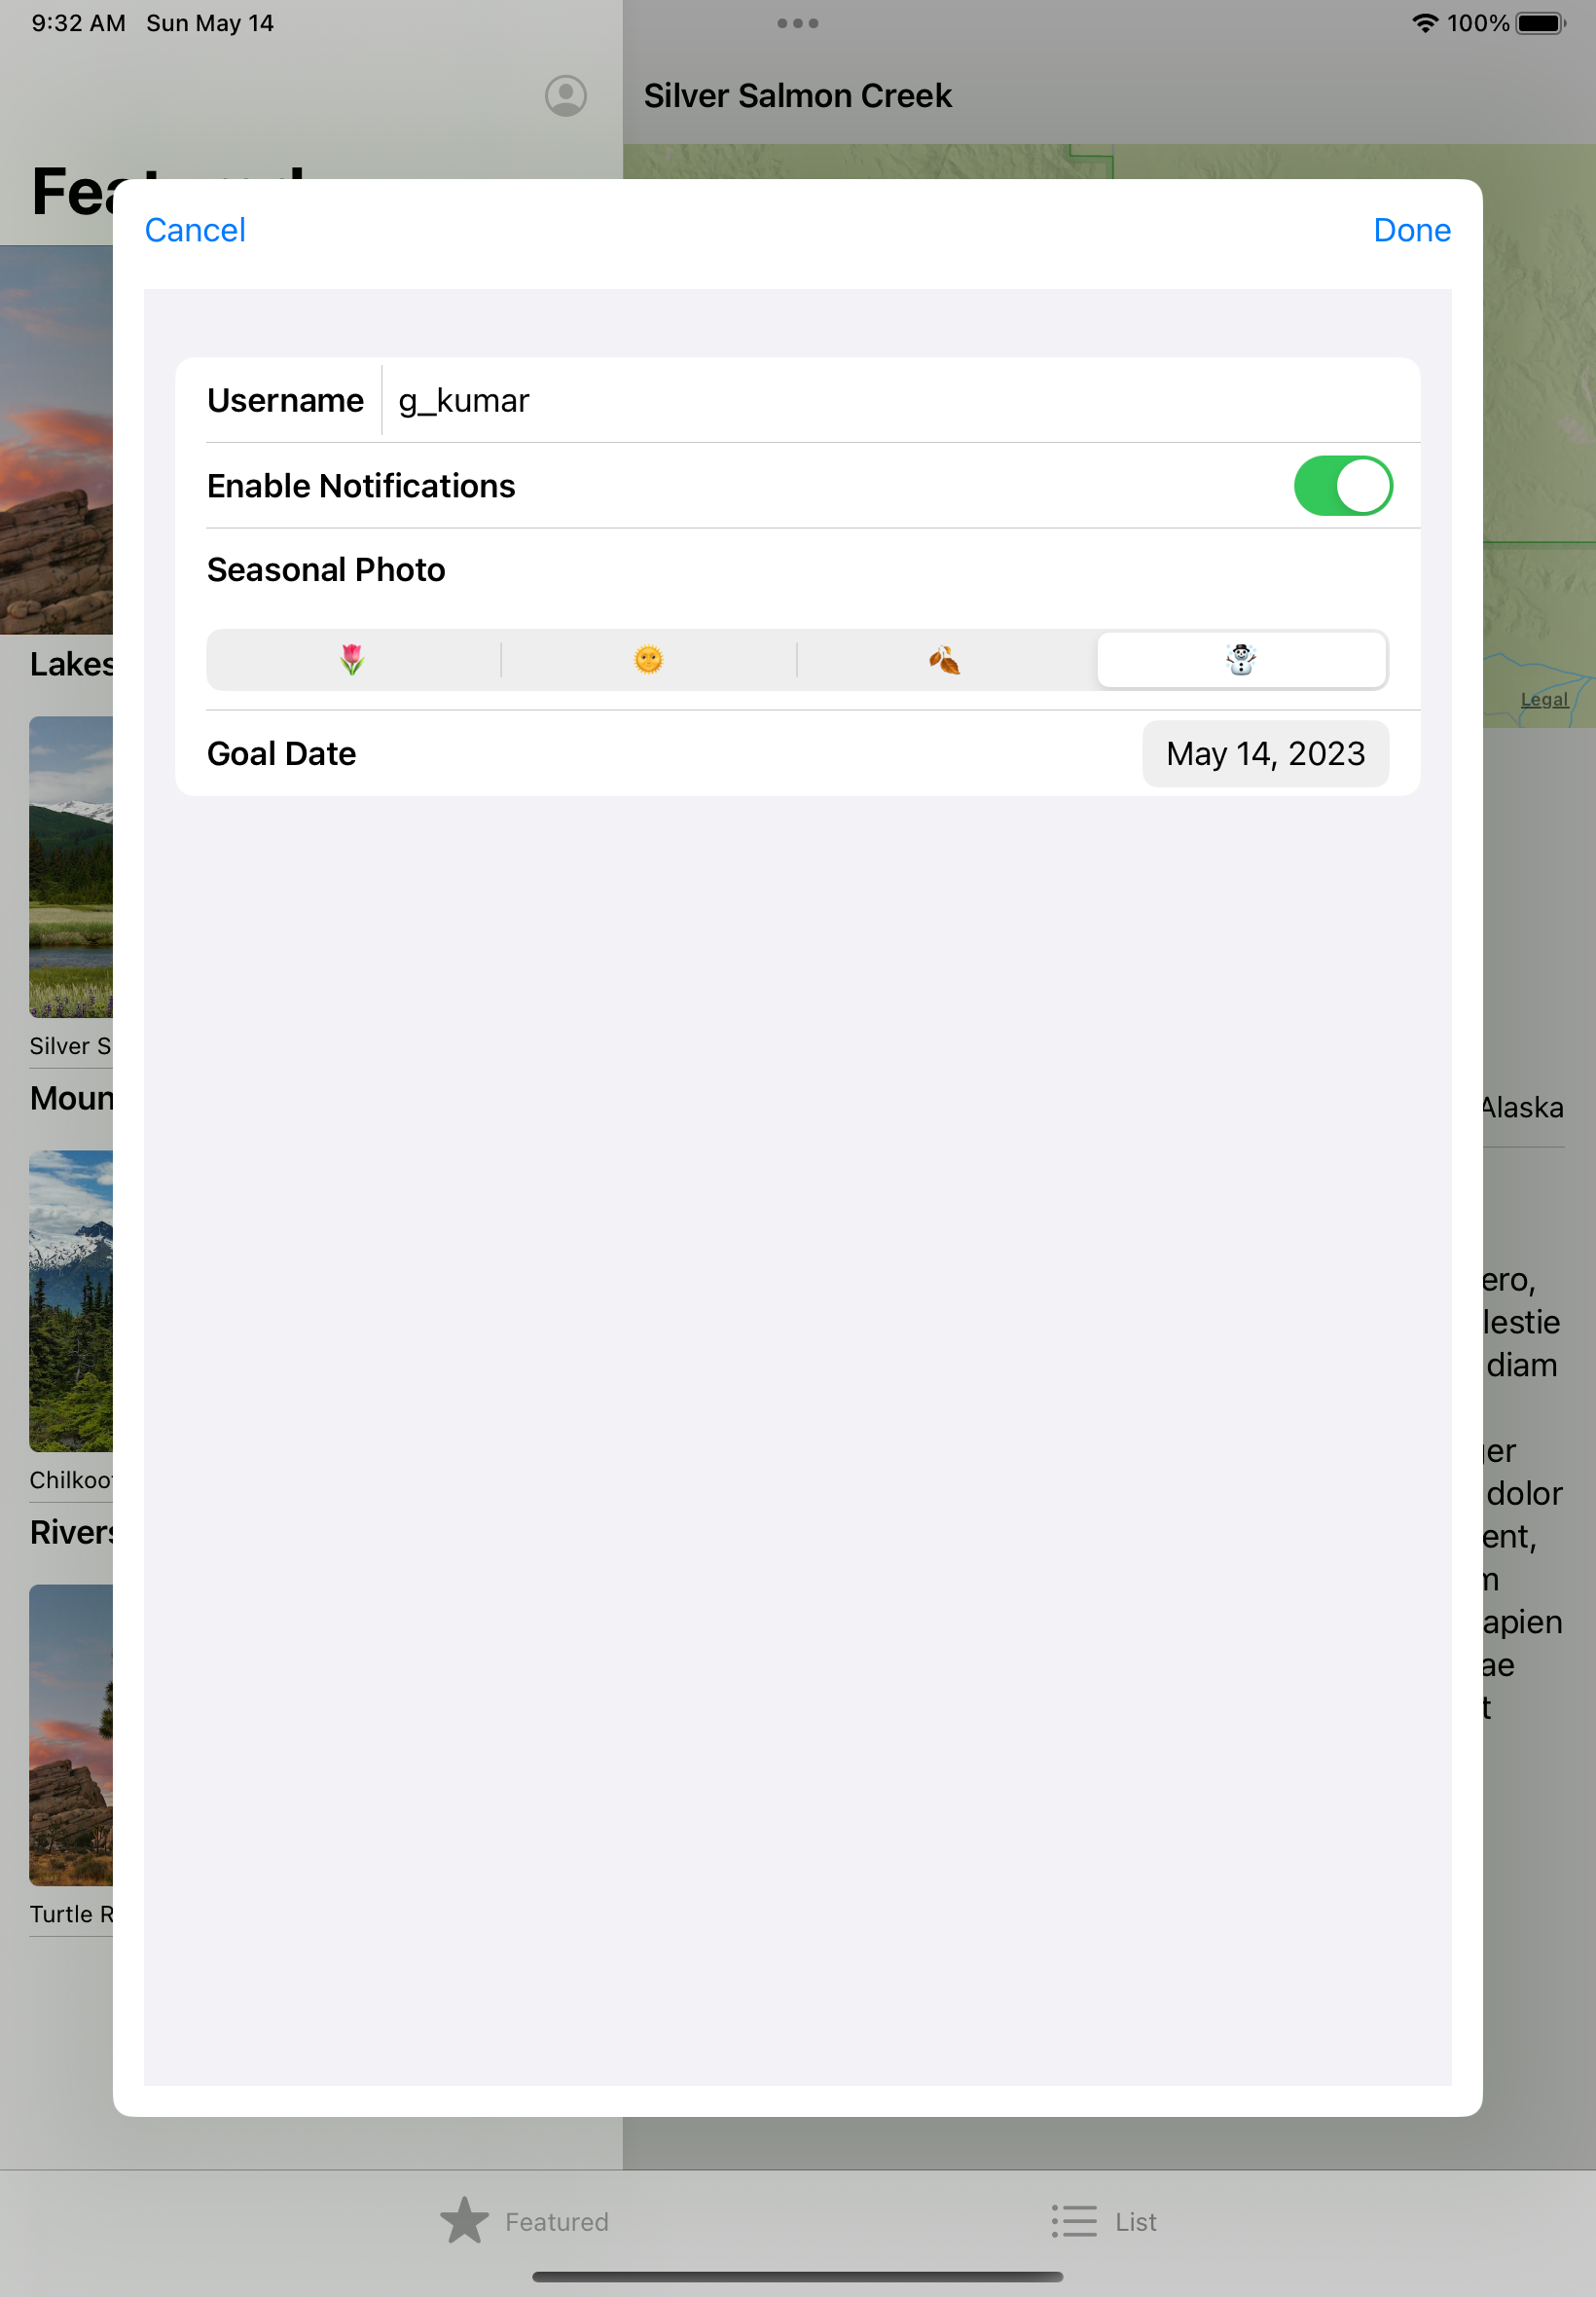 9:32 AM Sun May 14
100%
Silver Salmon Creek
Cancel
Done
Username g_kumar
Enable Notifications
Seasonal Photo
Goal Date May 14, 2023
Lakes
Legal
Silver S
Moun
Alaska
Chilkoo
Rivers
ero,
lestie
diam
er
dolor
ent,
apien
ae
t
Turtle R
Featured
List